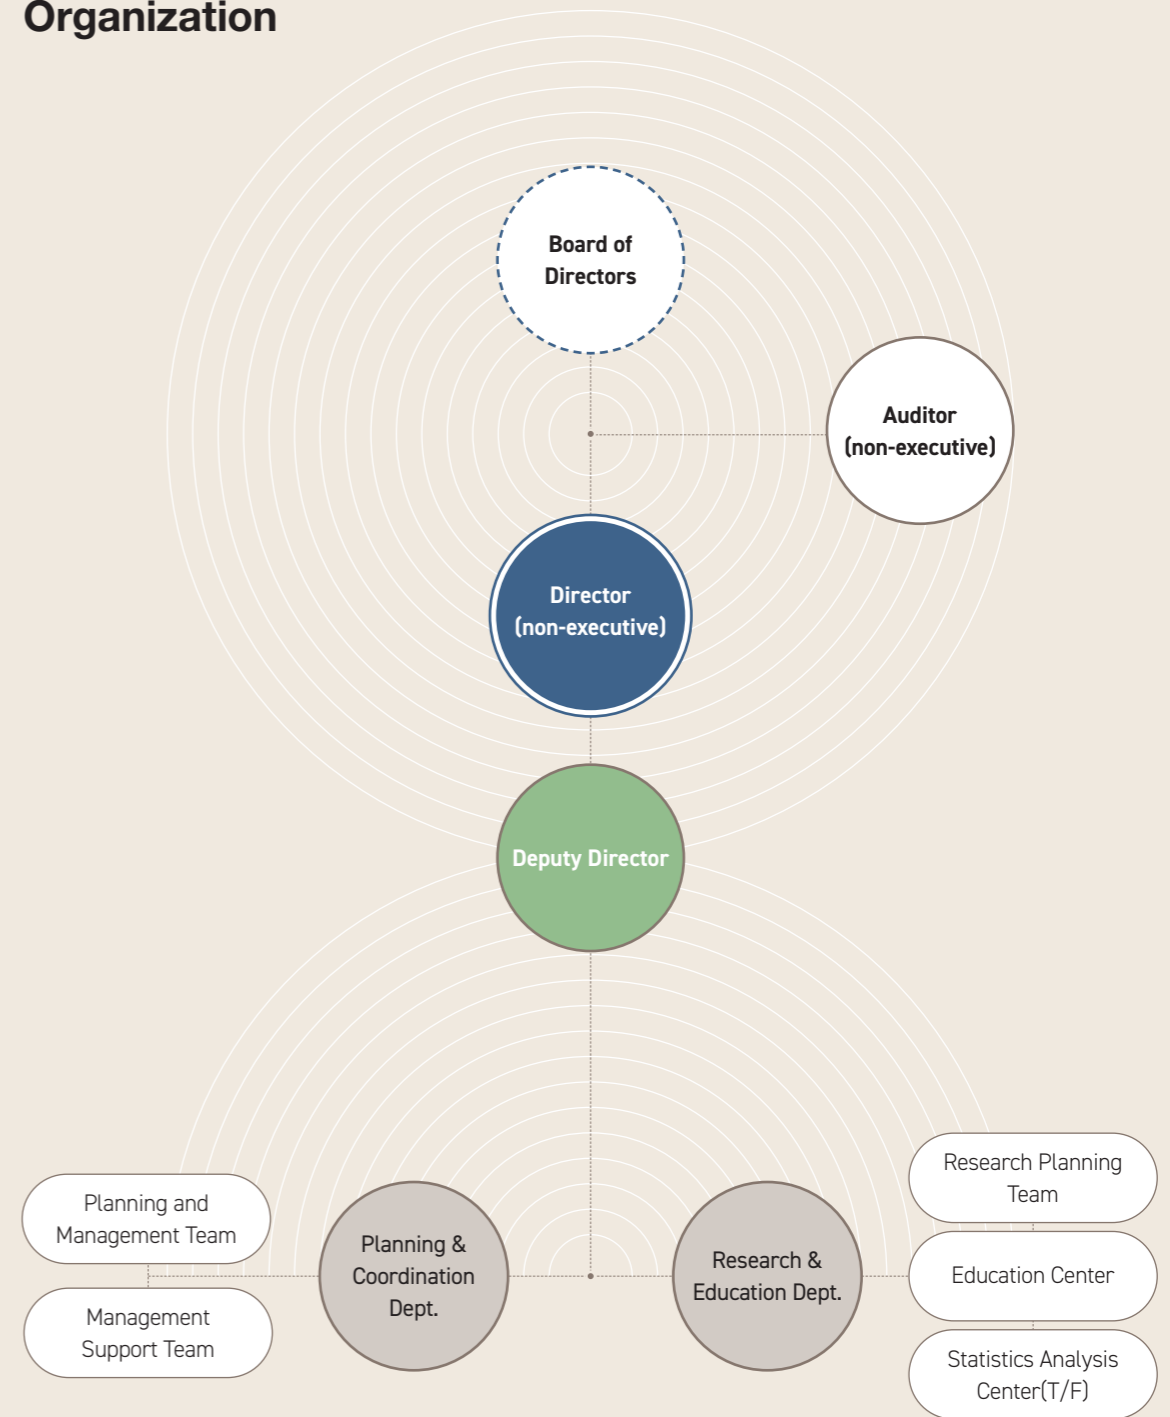 Organization
Board of
Directors
Auditor
(non-executive)
Director
(non-executive)
Deputy Director
Planning and
Management Team
Management
Support Team
Planning &
Coordination
Dept.
Research &
Education Dept.
Research Planning
Team
Education Center
Statistics Analysis
Center(T/F)